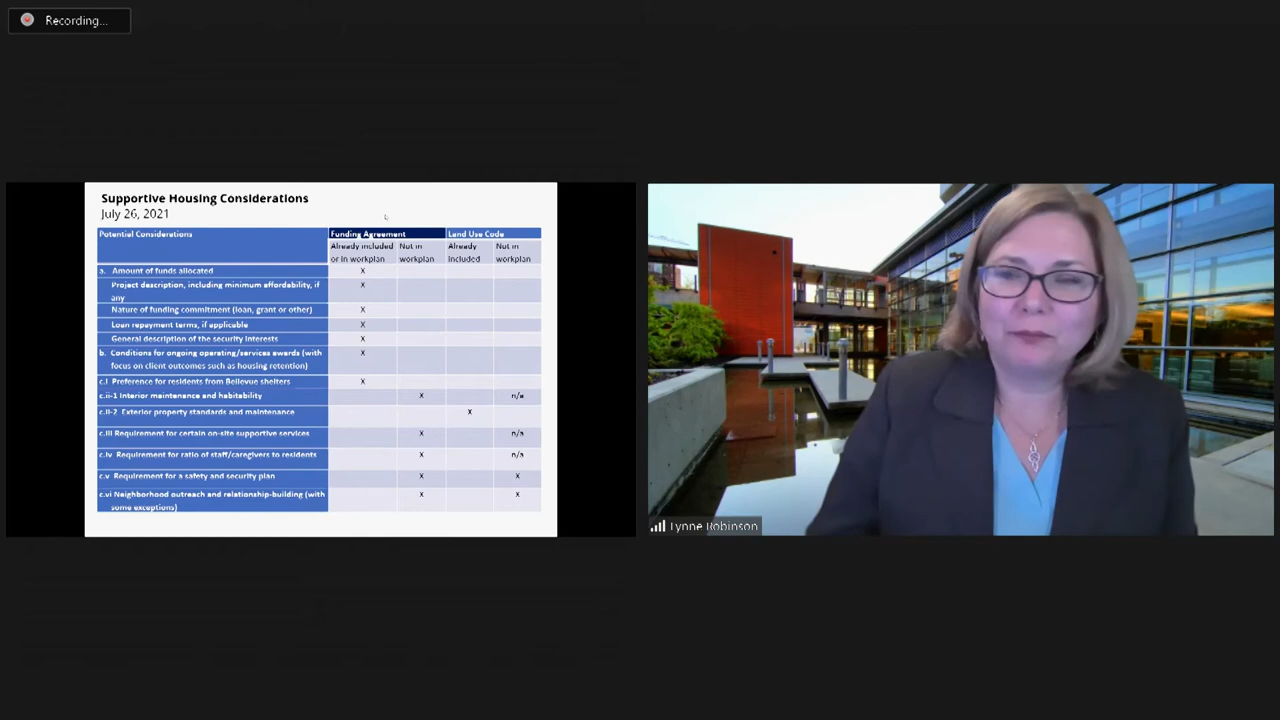 Recording...
Supportive Housing Considerations
July 26, 2021
Potential Considerations Funding Agreement Land Use Code
Already included Not in Already Not in
or in workplan workplan included workplan
a. Amount of funds allocated X
Project description, including minimum affordability, if X
any
Nature of funding commitment (loan, grant or other) X
Loan repayment terms, if applicable X
General description of the security interests X
b. Conditions for ongoing operating/services awards (with X
focus on client outcomes such as housing retention)
c.i Preference for residents from Bellevue shelters X
c.ii-1 Interior maintenance and habitability X n/a
c.ii-2 Exterior property standards and maintenance X
c.iii Requirement for certain on-site supportive services X n/a
c.iv Requirement for ratio of staff/caregivers to residents X n/a
c.v Requirement for a safety and security plan X X
c.vi Neighborhood outreach and relationship-building (with X X
some exceptions)
Lynne Robinson